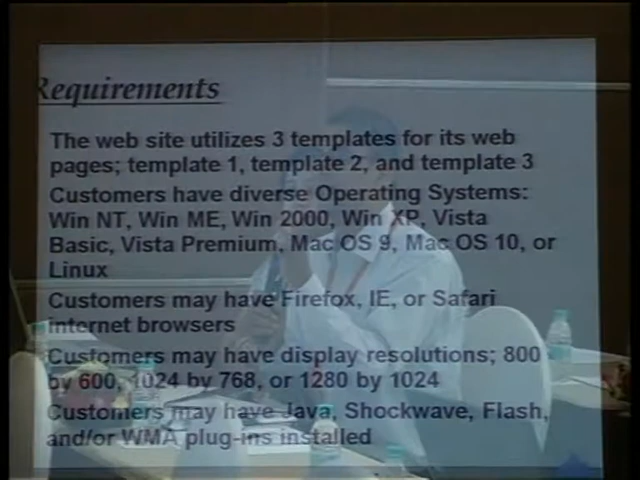 Requirements
The web site utilizes 3 templates for its web
pages; template 1, template 2, and template 3
Customers have diverse Operating Systems:
Win NT, Win ME, Win 2000, Win XP, Vista
Basic, Vista Premium, Mac OS 9, Mac OS 10, or
Linux
Customers may have Firefox, IE, or Safari
internet browsers
Customers may have display resolutions; 800
by 600, 1024 by 768, or 1280 by 1024
Customers may have Java, Shockwave, Flash,
and/or WMA plug-ins installed